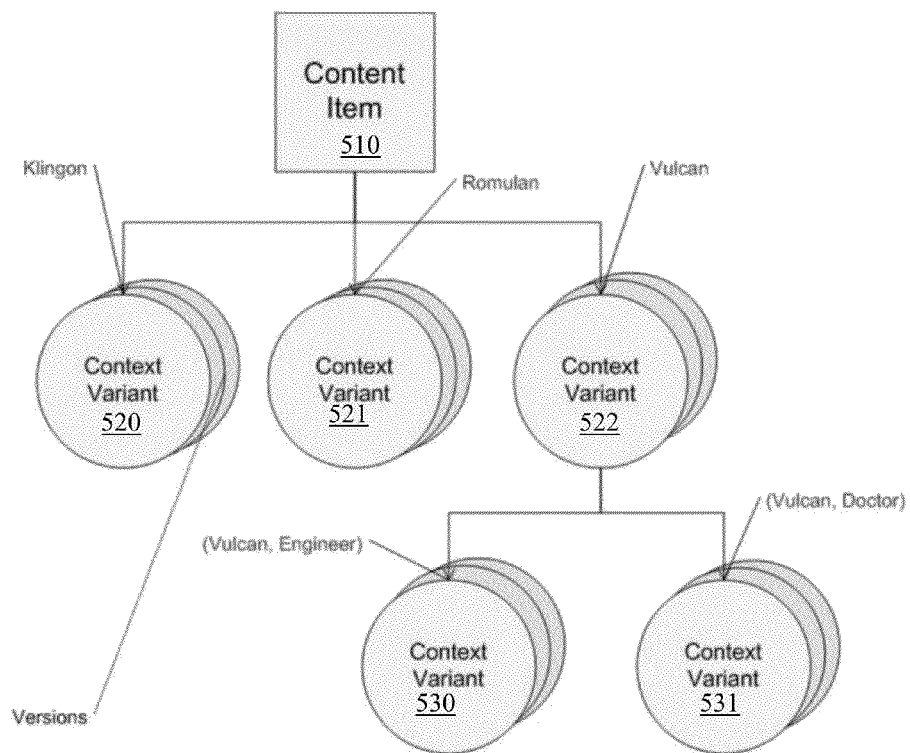 Content
Item
510
Klingon
Romulan
Vulcan
Context
Variant
520
Context
Variant
521
Context
Variant
522
(Vulcan, Engineer)
(Vulcan, Doctor)
Context
Variant
530
Context
Variant
531
Versions